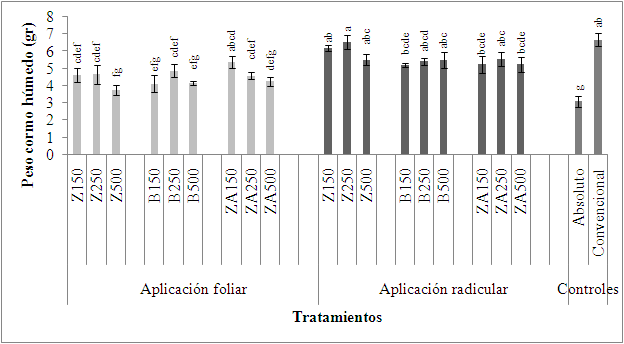 Peso cormo húmedo (gr)
8
7
6
5
4
3
2
1
0
cdef
cdef
fg
efg
cdef
efg
abcd
cdef
defg
ab
a
abc
bcde
abcd
abc
bcde
abc
bcde
g
ab
Z150
Z250
Z500
B150
B250
B500
ZA150
ZA250
ZA500
Z150
Z250
Z500
B150
B250
B500
ZA150
ZA250
ZA500
Absoluto
Convencional
Aplicación foliar
Aplicación radicular
Controles
Tratamientos